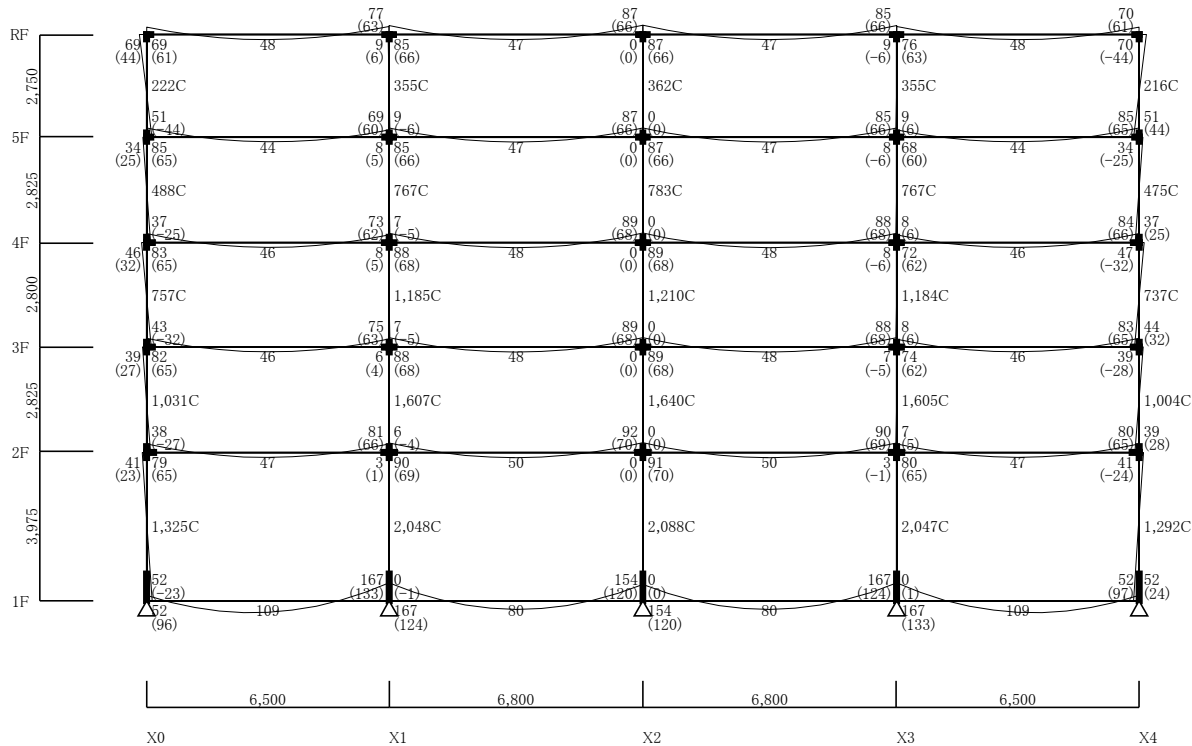 77 87 85 70
(63) (66) (66) (61)
RF 69 69 48 9 85 47 0 87 47 9 76 48 70
(44) (61) (6) (66) (0) (66) (-6) (63) (-44)
2,750 222C 355C 362C 355C 216C
51 69 9 87 0 85 9 85 51
(-44) (60) (-6) (66) (0) (66) (6) (65) (44)
5F 34 85 44 8 85 47 0 87 47 8 68 44 34
(25) (65) (5) (66) (0) (66) (-6) (60) (-25)
2,825 488C 767C 783C 767C 475C
37 73 7 89 0 88 8 84 37
(-25) (62) (-5) (68) (0) (68) (6) (66) (25)
4F 46 83 46 8 88 48 0 89 48 8 72 46 47
(32) (65) (5) (68) (0) (68) (-6) (62) (-32)
2,800 757C 1,185C 1,210C 1,184C 737C
43 75 7 89 0 88 8 83 44
(-32) (63) (-5) (68) (0) (68) (6) (65) (32)
3F 39 82 46 6 88 48 0 89 48 7 74 46 39
(27) (65) (4) (68) (0) (68) (-5) (62) (-28)
2,825 1,031C 1,607C 1,640C 1,605C 1,004C
38 81 6 92 0 90 7 80 39
(-27) (66) (-4) (70) (0) (69) (5) (65) (28)
2F 41 79 47 3 90 50 0 91 50 3 80 47 41
(23) (65) (1) (69) (0) (70) (-1) (65) (-24)
3,975 1,325C 2,048C 2,088C 2,047C 1,292C
52 167 0 154 0 167 0 52 52
(-23) (133) (-1) (120) (0) (124) (1) (97) (24)
1F 52 109 167 80 154 80 167 109
(96) (124) (120) (133)
6,500 6,800 6,800 6,500
X0 X1 X2 X3 X4